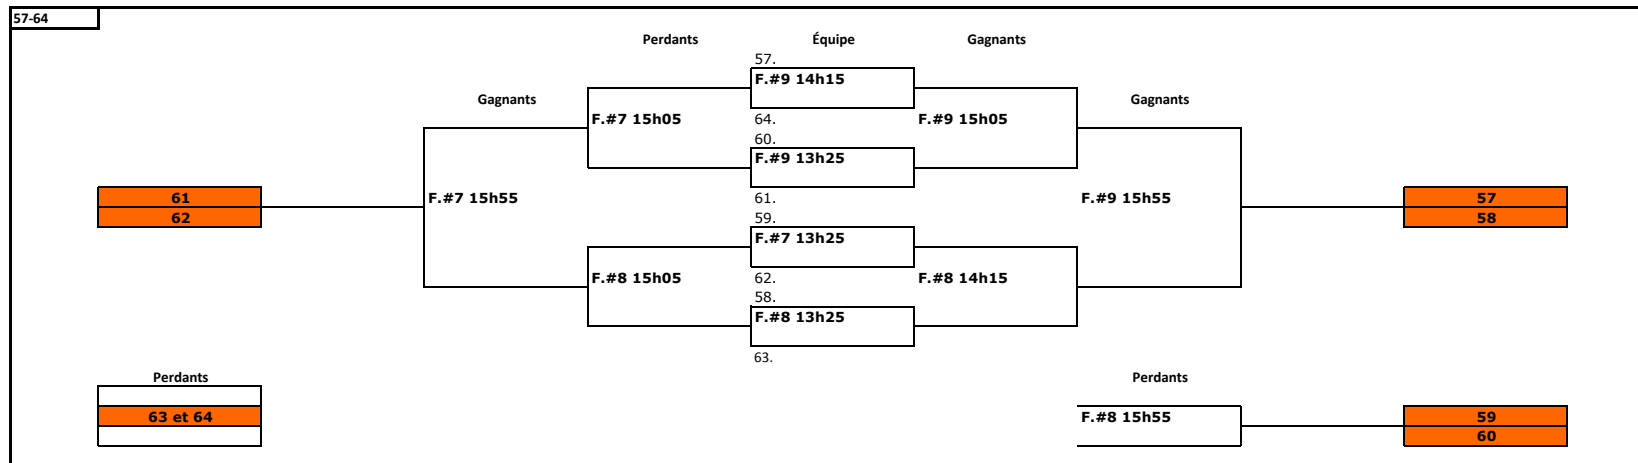 57-64
Perdants Équipe Gagnants
57.
F.#9 14h15
Gagnants Gagnants
F.#7 15h05 64. F.#9 15h05
60.
F.#9 13h25
61 F.#7 15h55 61. F.#9 15h55 57
62 59. 58
F.#7 13h25
F.#8 15h05 62. F.#8 14h15
58.
F.#8 13h25
63.
Perdants Perdants
63 et 64 F.#8 15h55 59
60